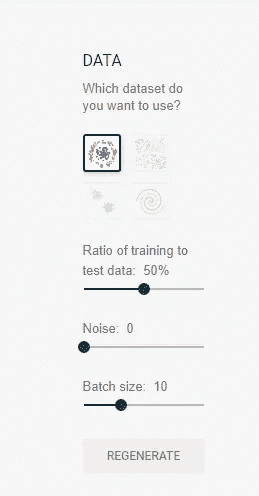 DATA
Which dataset do
you want to use?
Ratio of training to
test data: 50%
Noise: 0
Batch size: 10
REGENERATE